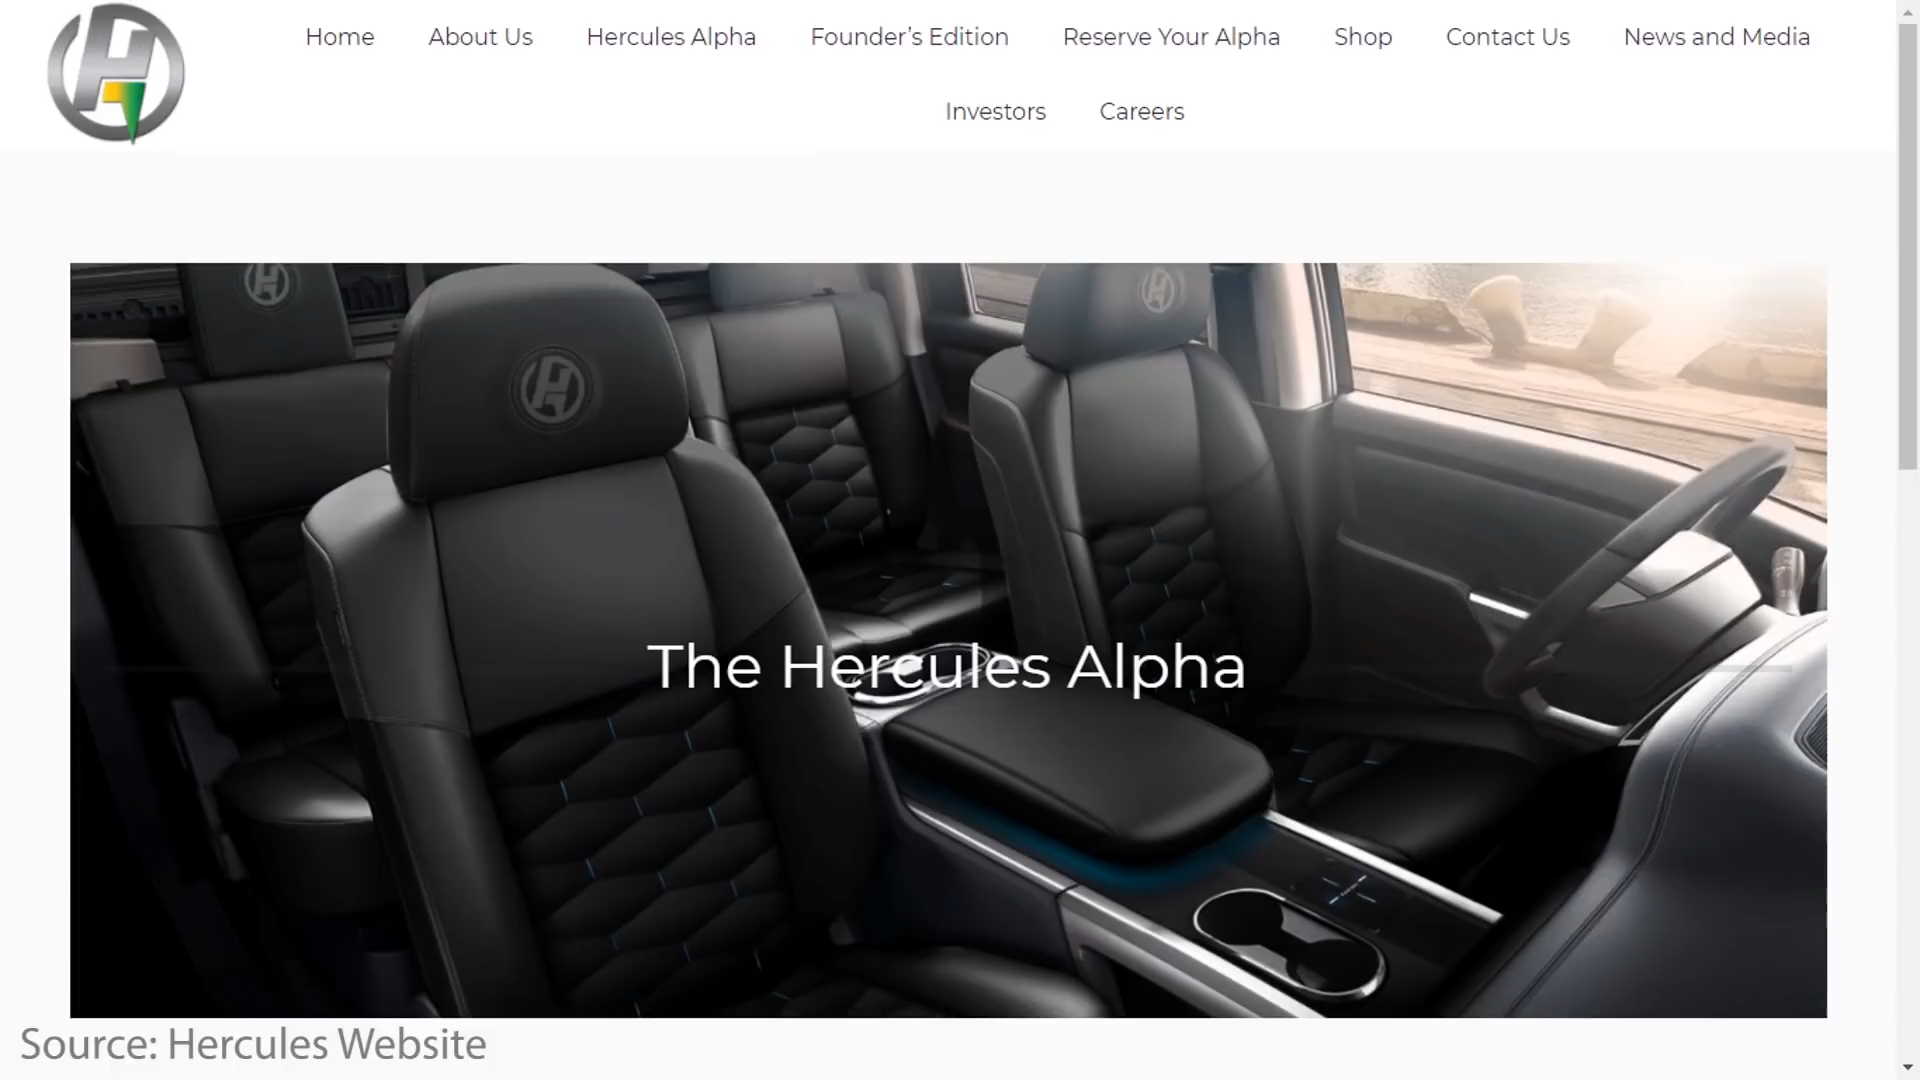 Home About Us Hercules Alpha Founder’s Edition Reserve Your Alpha Shop Contact Us News and Media
Investors Careers
The Hercules Alpha
Source: Hercules Website